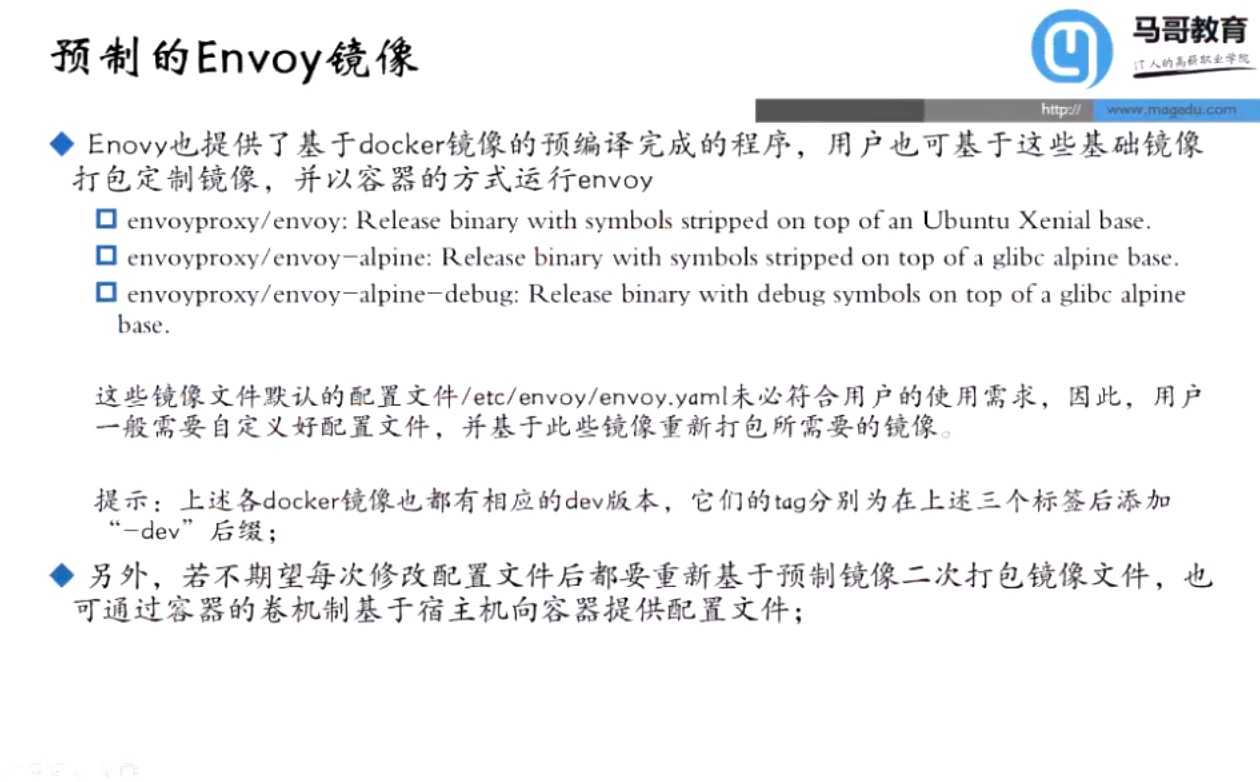 预制的Envoy镜像
马哥教育
IT人的高薪职业学院
http://
www.magedu.com
Enovy也提供了基于docker镜像的预编译完成的程序，用户也可基于这些基础镜像
打包定制镜像，并以容器的方式运行envoy
envoyproxy/envoy: Release binary with symbols stripped on top of an Ubuntu Xenial base.
envoyproxy/envoy-alpine: Release binary with symbols stripped on top of a glibc alpine base.
envoyproxy/envoy-alpine-debug: Release binary with debug symbols on top of a glibc alpine
base.
这些镜像文件默认的配置文件/etc/envoy/envoy.yaml未必符合用户的使用需求，因此，用户
一般需要自定义好配置文件，并基于此些镜像重新打包所需要的镜像。
提示：上述各docker镜像也都有相应的dev版本，它们的tag分别为在上述三个标签后添加
“-dev”后缀；
另外，若不期望每次修改配置文件后都要重新基于预制镜像二次打包镜像文件，也
可通过容器的卷机制基于宿主机向容器提供配置文件；